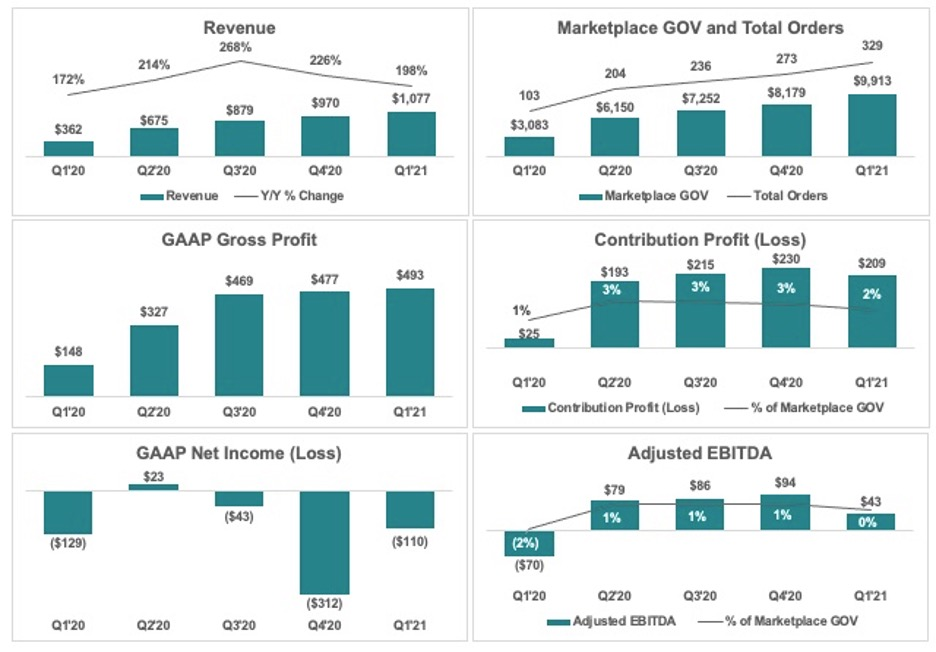 Revenue
268%
226%
214%
198%
172%
$1,077
$970
$879
$675
$362
Q1'20 Q2'20 Q3'20 Q4'20 Q1'21
Revenue Y/Y % Change
Marketplace GOV and Total Orders
329
273
236
204
103
$9,913
$8,179
$7,252
$6,150
$3,083
Q1'20 Q2'20 Q3'20 Q4'20 Q1'21
Marketplace GOV Total Orders
GAAP Gross Profit
$493
$477
$469
$327
$148
Q1'20 Q2'20 Q3'20 Q4'20 Q1'21
Contribution Profit (Loss)
$230
$215
$209
$193
3% 3% 3% 2%
1%
$25
Q1'20 Q2'20 Q3'20 Q4'20 Q1'21
Contribution Profit (Loss) % of Marketplace GOV
GAAP Net Income (Loss)
$23
($43)
($129) ($110)
($312)
Q1'20 Q2'20 Q3'20 Q4'20 Q1'21
Adjusted EBITDA
$94
$86
$79
$43
1% 1% 1% 0%
(2%)
($70)
Q1'20 Q2'20 Q3'20 Q4'20 Q1'21
Adjusted EBITDA % of Marketplace GOV